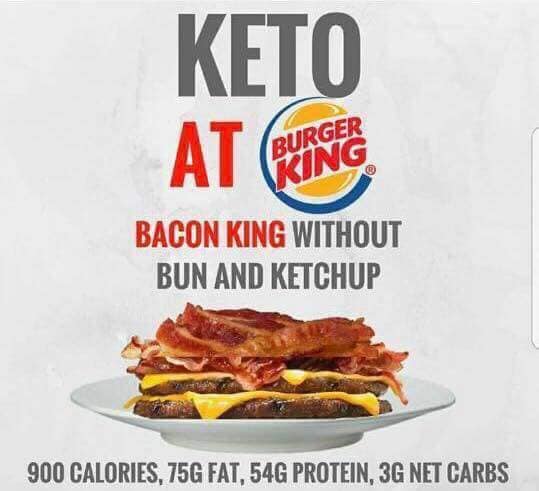 KETO
AT BURGER KING®
BACON KING WITHOUT
BUN AND KETCHUP
900 CALORIES, 75G FAT, 54G PROTEIN, 3G NET CARBS